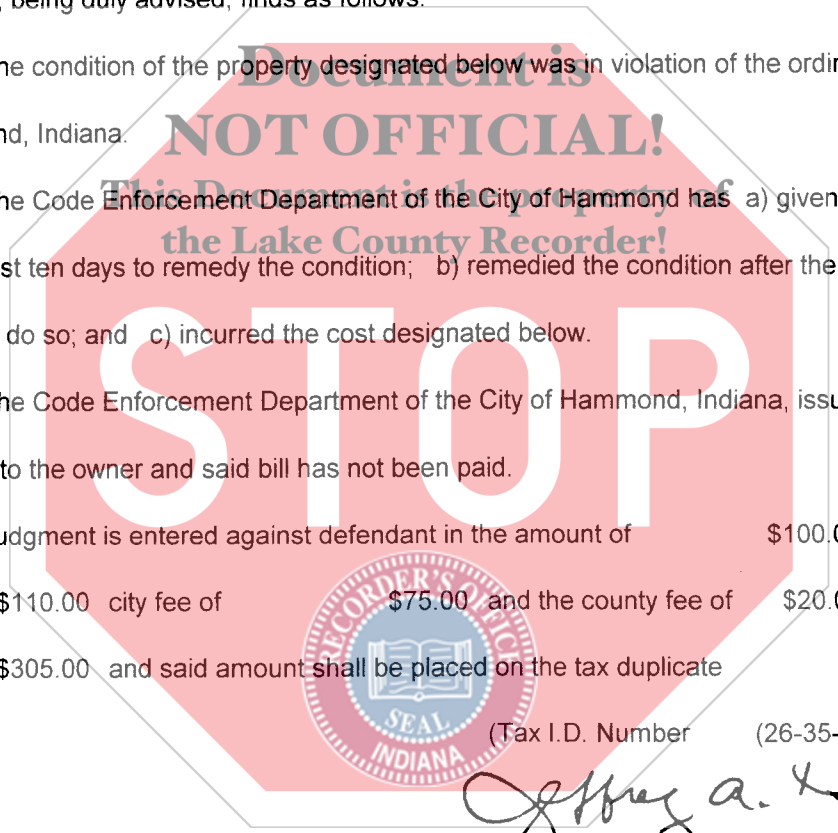 being duly advised, finds as follows:
Document is
he condition of the property designated below was in violation of the ordi
nd, Indiana.
NOT OFFICIAL!
This Document is the property of
he Code Enforcement Department of the City of Hammond has a) given
the Lake County Recorder!
st ten days to remedy the condition; b) remedied the condition after the
do so; and c) incurred the cost designated below.
STOP
he Code Enforcement Department of the City of Hammond, Indiana, issu
to the owner and said bill has not been paid.
udgment is entered against defendant in the amount of $100.0
$110.00 city fee of $75.00 and the county fee of $20.0
$305.00 and said amount shall be placed on the tax duplicate
RECORDER'S OFFICE
SEAL
INDIANA
(Tax I.D. Number (26-35-
Jeffrey A.